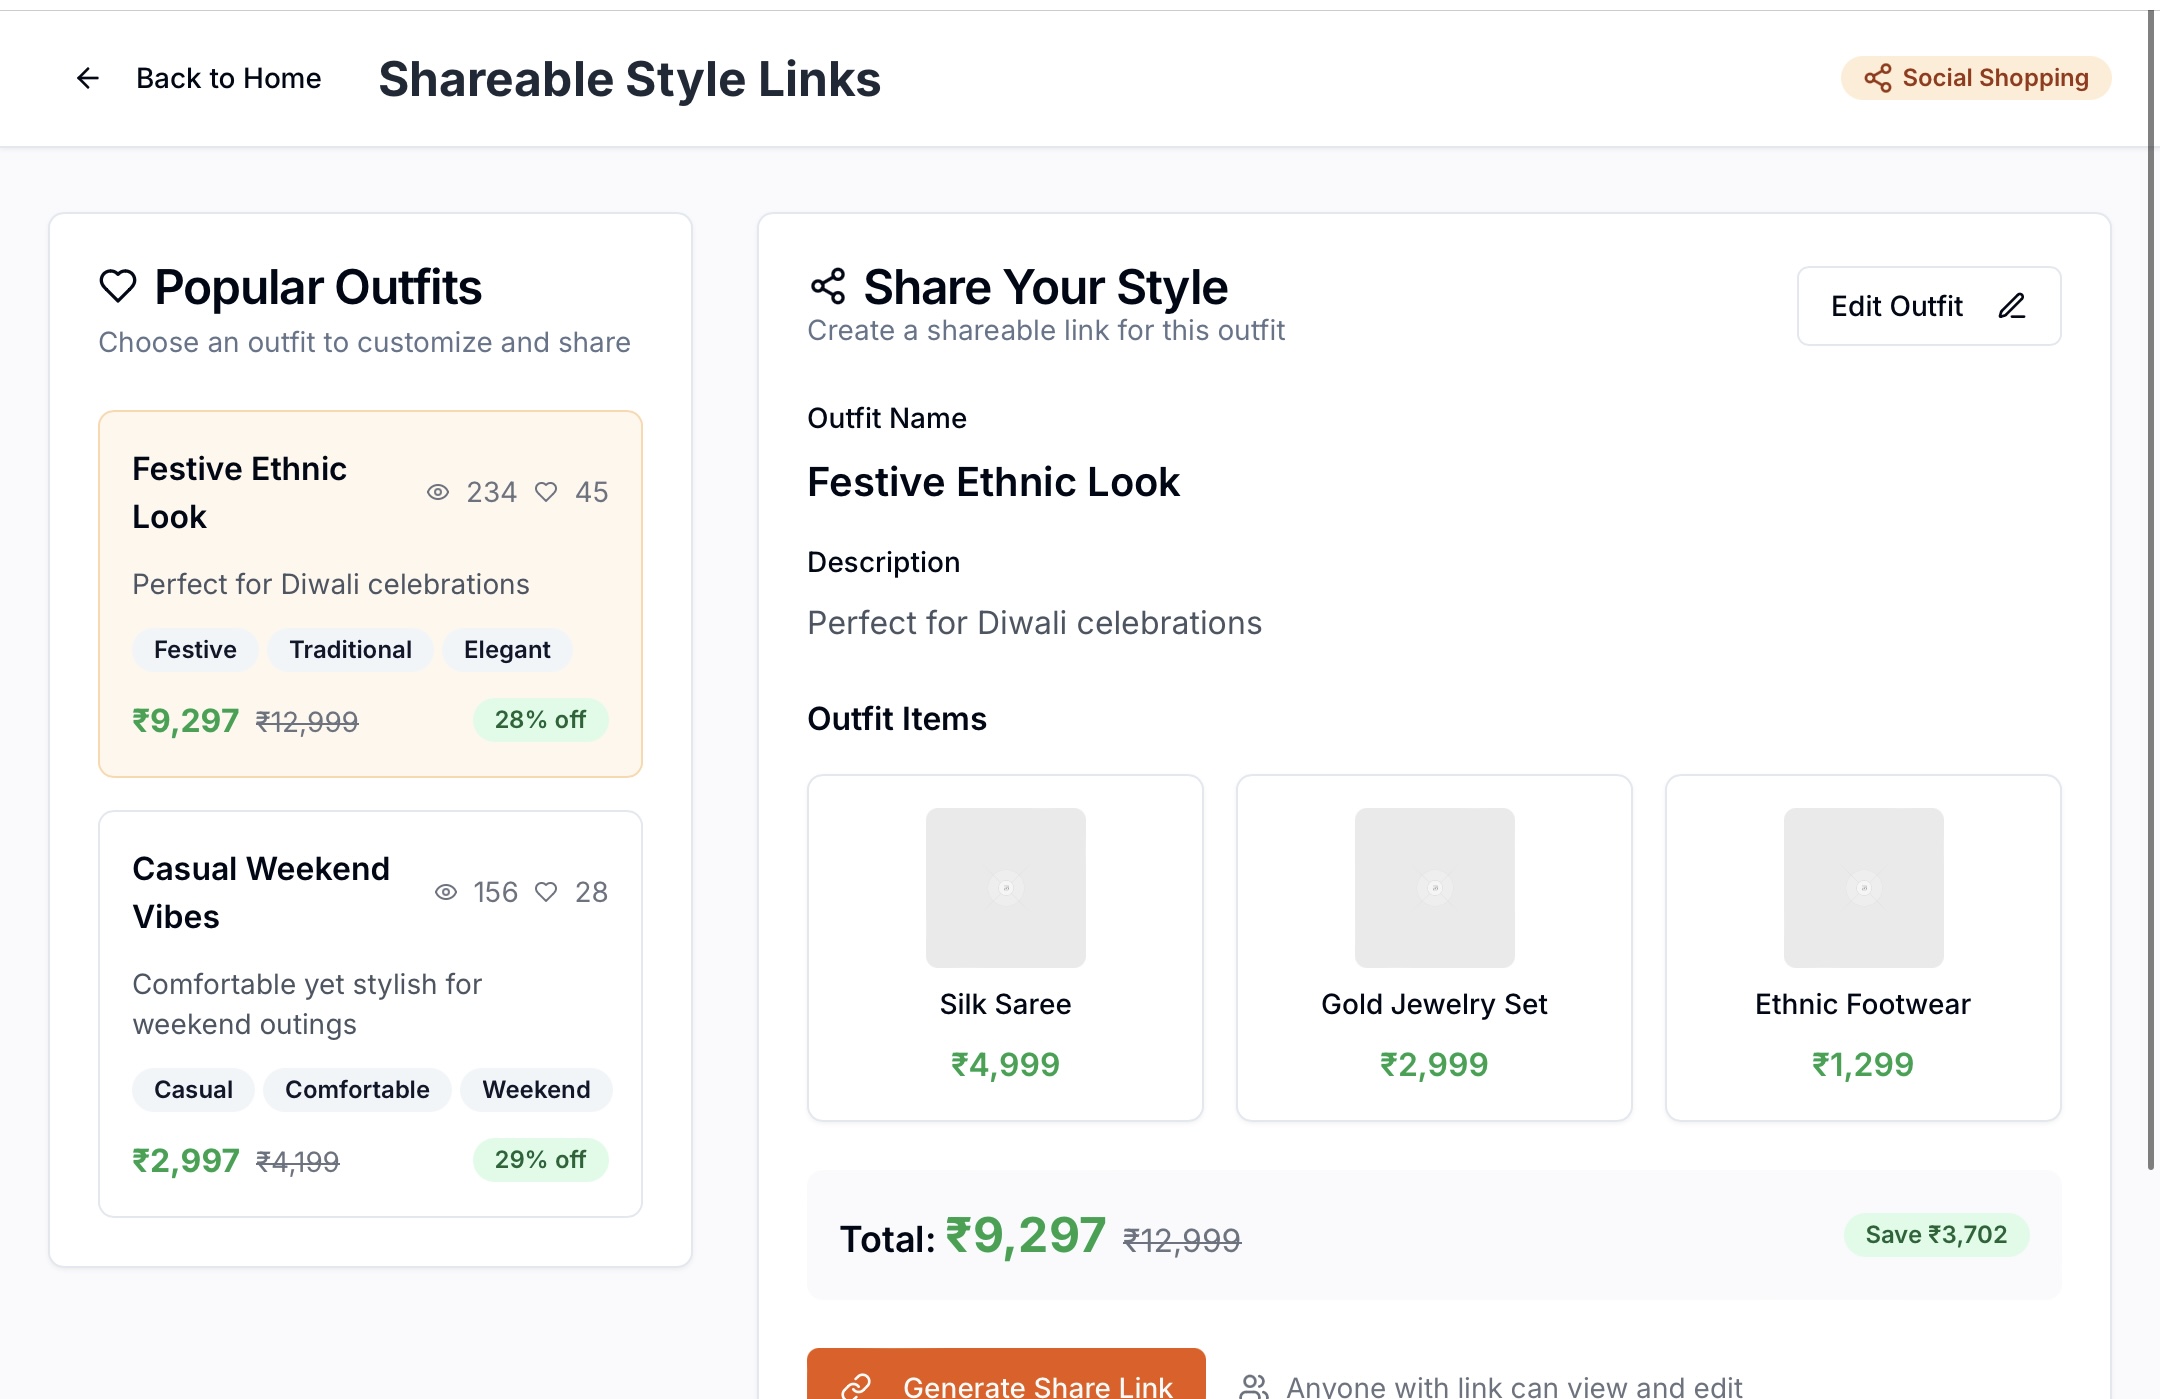 Back to Home
Shareable Style Links
Social Shopping
Popular Outfits
Choose an outfit to customize and share
Festive Ethnic
Look
234
45
Perfect for Diwali celebrations
Festive
Traditional
Elegant
₹9,297 ₹12,999
28% off
Casual Weekend
Vibes
156
28
Comfortable yet stylish for
weekend outings
Casual
Comfortable
Weekend
₹2,997 ₹4,199
29% off
Share Your Style
Create a shareable link for this outfit
Edit Outfit
Outfit Name
Festive Ethnic Look
Description
Perfect for Diwali celebrations
Outfit Items
Silk Saree
₹4,999
Gold Jewelry Set
₹2,999
Ethnic Footwear
₹1,299
Total: ₹9,297 ₹12,999
Save ₹3,702
Generate Share Link
Anyone with link can view and edit